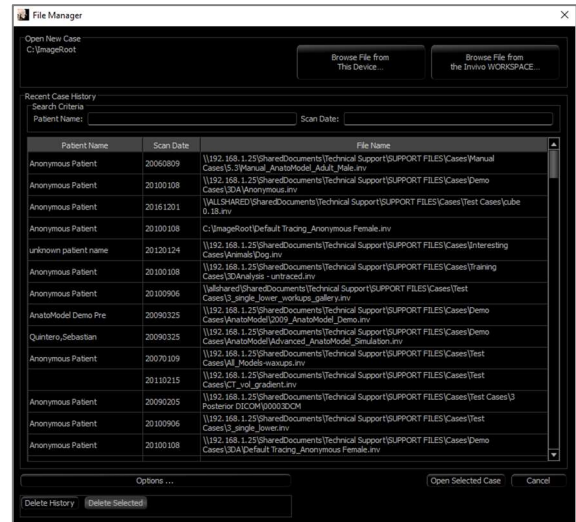 File Manager
Open New Case
C:\ImageRoot
Browse File from
This Device...
Browse File from
the Invivo WORKSPACE...
Recent Case History
Search Criteria
Patient Name:
Scan Date:
Patient Name Scan Date File Name
Anonymous Patient 20060809 \\192.168.1.25\SharedDocuments\Technical Support\SUPPORT FILES\Cases\Manual
Cases\5.3\Manual_AnatoModel_Adult_Male.inv
Anonymous Patient 20100108 \\192.168.1.25\SharedDocuments\Technical Support\SUPPORT FILES\Cases\Demo
Cases\3DA\Anonymous.inv
Anonymous Patient 20161201 \\ALLSHARED\SharedDocuments\Technical Support\SUPPORT FILES\Cases\Test Cases\cube
0.18.inv
Anonymous Patient 20100108 C:\ImageRoot\Default Tracing_Anonymous Female.inv
unknown patient name 20120124 \\192.168.1.25\SharedDocuments\Technical Support\SUPPORT FILES\Cases\Interesting
Cases\Animals\Dog.inv
Anonymous Patient 20100108 \\192.168.1.25\SharedDocuments\Technical Support\SUPPORT FILES\Cases\Training
Cases\3DAnalysis - untraced.inv
Anonymous Patient 20100906 \\allshared\SharedDocuments\Technical Support\SUPPORT FILES\Cases\Test
Cases\3_single_lower_workups_gallery.inv
AnatoModel Demo Pre 20090325 \\192.168.1.25\SharedDocuments\Technical Support\SUPPORT FILES\Cases\Demo
Cases\AnatoModel\2009_AnatoModel_Demo.inv
Quintero,Sebastian 20090325 \\192.168.1.25\SharedDocuments\Technical Support\SUPPORT FILES\Cases\Demo
Cases\AnatoModel\Advanced_AnatoModel_Simulation.inv
Anonymous Patient 20070109 \\192.168.1.25\SharedDocuments\Technical Support\SUPPORT FILES\Cases\Test
Cases\All_Models-waxups.inv
20110215 \\192.168.1.25\SharedDocuments\Technical Support\SUPPORT FILES\Cases\Test
Cases\CT_vol_gradient.inv
Anonymous Patient 20090205 \\192.168.1.25\SharedDocuments\Technical Support\SUPPORT FILES\Cases\Test Cases\3
Posterior DICOM\00003DCM
Anonymous Patient 20100906 \\192.168.1.25\SharedDocuments\Technical Support\SUPPORT FILES\Cases\Test
Cases\3_single_lower.inv
Anonymous Patient 20100108 \\192.168.1.25\SharedDocuments\Technical Support\SUPPORT FILES\Cases\Demo
Cases\3DA\Default Tracing_Anonymous Female.inv
Options ...
Open Selected Case
Cancel
Delete History
Delete Selected